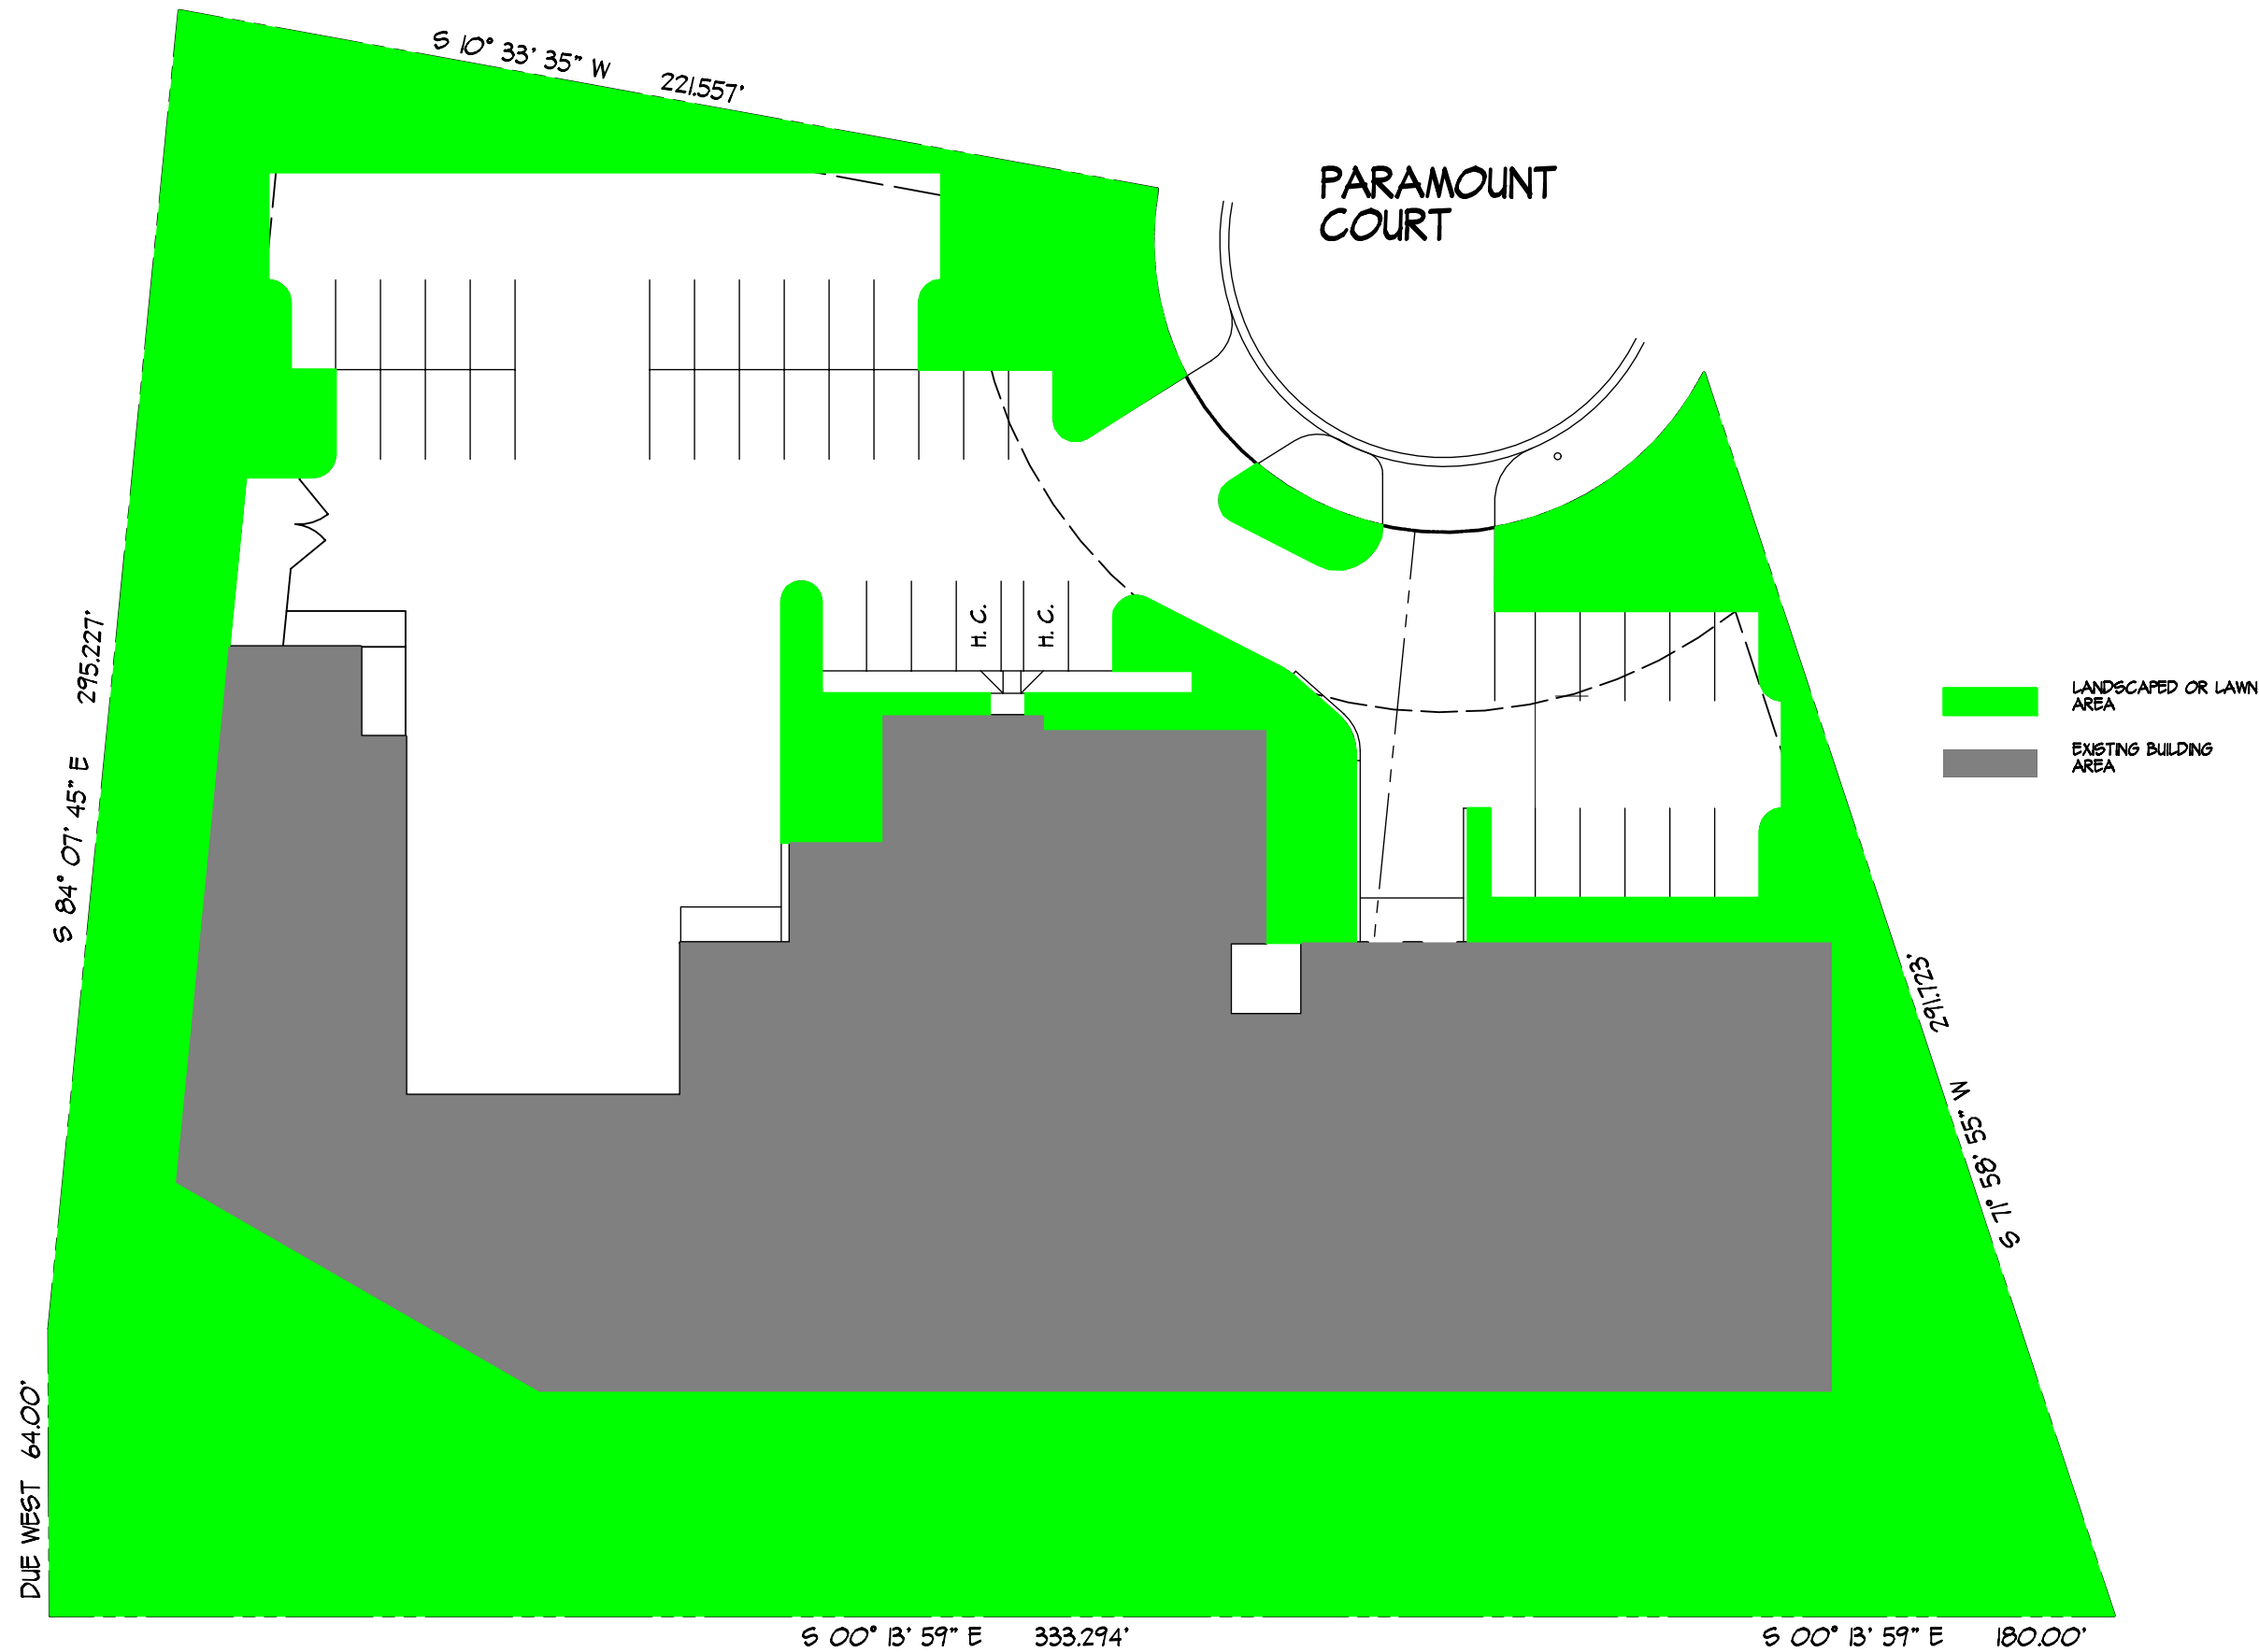 S 10° 33' 35" W 221.557'
PARAMOUNT
COURT
H. C.
H. C.
S 84° 07' 45" E 295.227'
LANDSCAPED OR LAWN
AREA
EXISTING BUILDING
AREA
S 71° 58' 55" W 291.723'
DUE WEST 64.00'
S 00° 13' 59" E 333.294'
S 00° 13' 59" E 180.00'